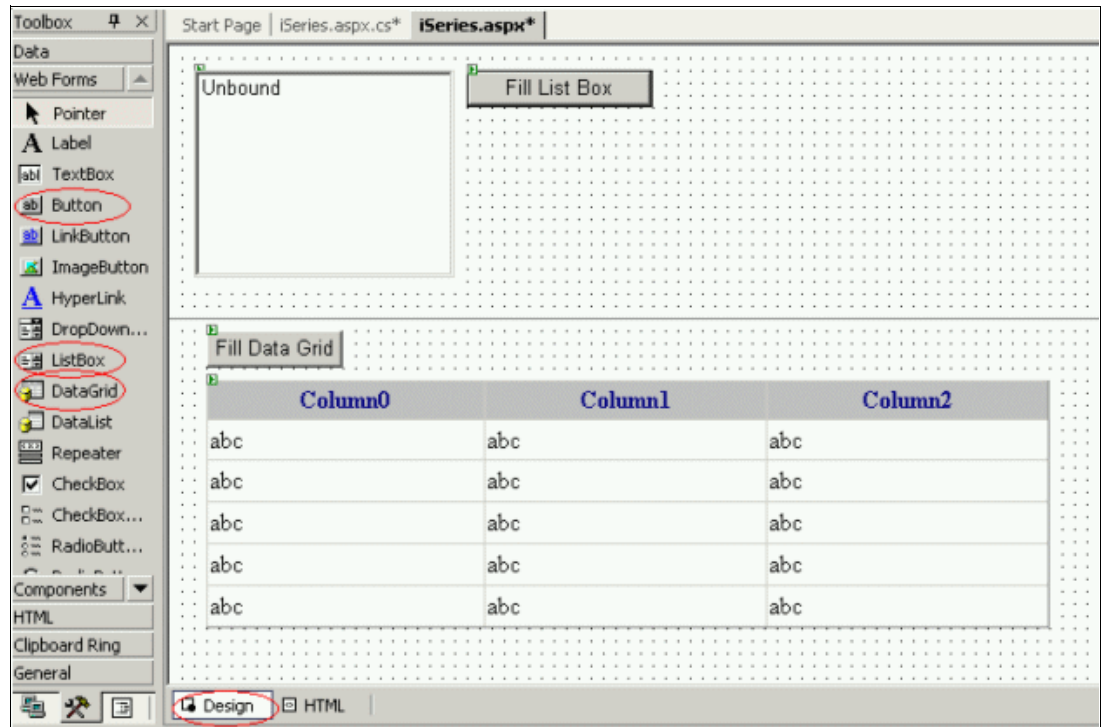 Toolbox
Start Page | iSeries.aspx.cs* iSeries.aspx*
Data
Web Forms
Pointer
A Label
abl TextBox
ab Button
ab LinkButton
ImageButton
A HyperLink
DropDown...
ListBox
DataGrid
DataList
Repeater
CheckBox
CheckBox...
RadioButt...
Components
HTML
Clipboard Ring
General
Unbound
Fill List Box
Fill Data Grid
Column0 Column1 Column2
abc abc abc
abc abc abc
abc abc abc
abc abc abc
abc abc abc
Design HTML